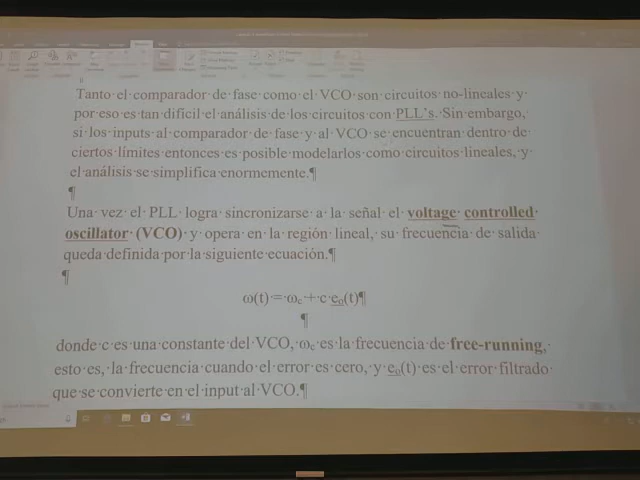 Tanto el comparador de fase como el VCO son circuitos no-lineales y
por eso es tan difícil el análisis de los circuitos con PLL's. Sin embargo,
si los inputs al comparador de fase y al VCO se encuentran dentro de
ciertos límites entonces es posible modelarlos como circuitos lineales, y
el análisis se simplifica enormemente.¶
¶
Una vez el PLL logra sincronizarse a la señal el voltage controlled
oscillator (VCO) y opera en la región lineal, su frecuencia de salida
queda definida por la siguiente ecuación.¶
¶
ω(t) = ωc + c eo(t)¶
¶
donde c es una constante del VCO, ωc es la frecuencia de free-running,
esto es, la frecuencia cuando el error es cero, y eo(t) es el error filtrado
que se convierte en el input al VCO.¶